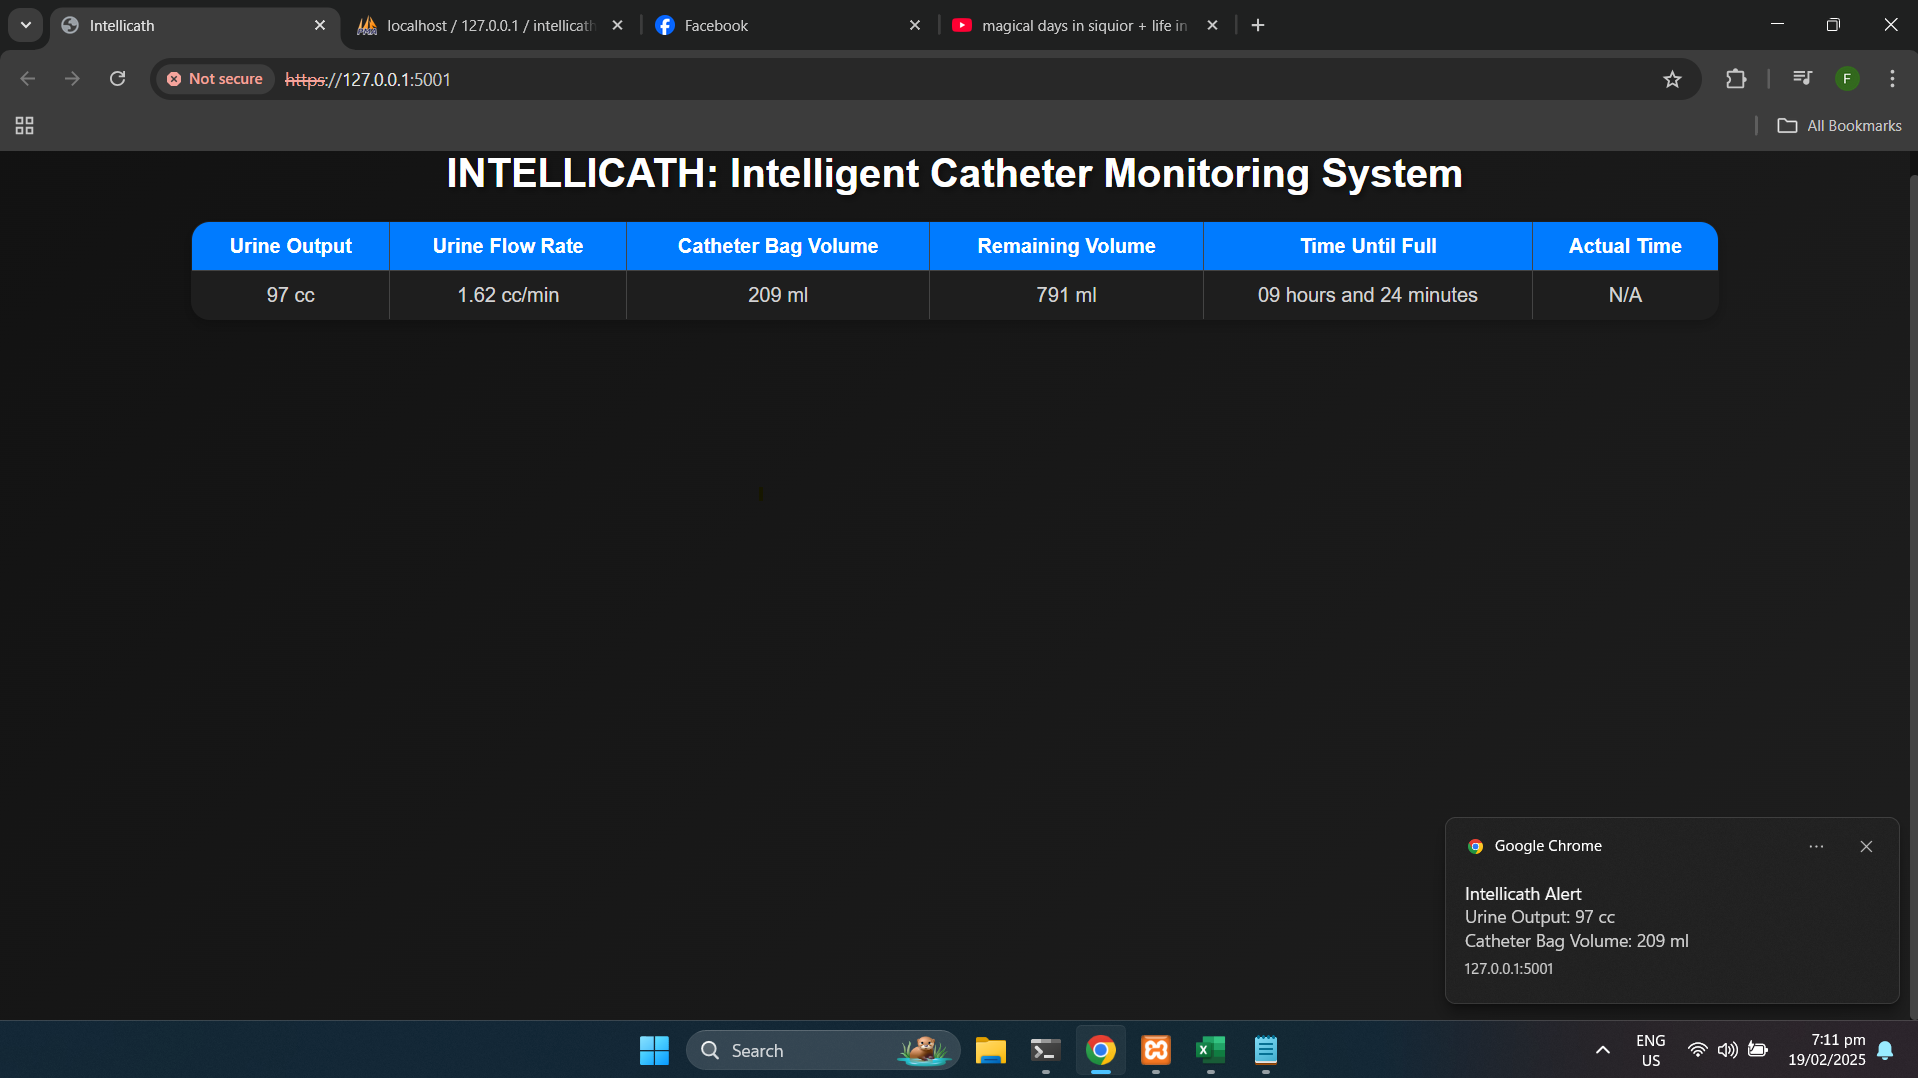 Intellicath
localhost / 127.0.0.1 / intellicath
Facebook
magical days in siquior + life in
Not secure
https://127.0.0.1:5001
F
All Bookmarks
INTELLICATH: Intelligent Catheter Monitoring System
Urine Output Urine Flow Rate Catheter Bag Volume Remaining Volume Time Until Full Actual Time
97 cc 1.62 cc/min 209 ml 791 ml 09 hours and 24 minutes N/A
Google Chrome
Intellicath Alert
Urine Output: 97 cc
Catheter Bag Volume: 209 ml
127.0.0.1:5001
Search
ENG
US
7:11 pm
19/02/2025